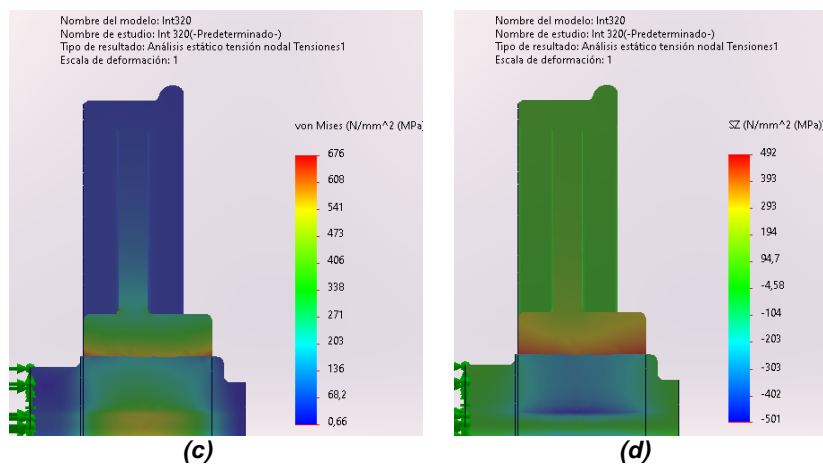 Nombre del modelo: Int320
Nombre de estudio: Int 320(-Predeterminado-)
Tipo de resultado: Análisis estático tensión nodal Tensiones1
Escala de deformación: 1
von Mises (N/mm^2 (MPa)
676
608
541
473
406
338
271
203
136
68,2
0,66
(c)
Nombre del modelo: Int320
Nombre de estudio: Int 320(-Predeterminado-)
Tipo de resultado: Análisis estático tensión nodal Tensiones1
Escala de deformación: 1
SZ (N/mm^2 (MPa)
492
393
293
194
94,7
-4,58
-104
-203
-303
-402
-501
(d)